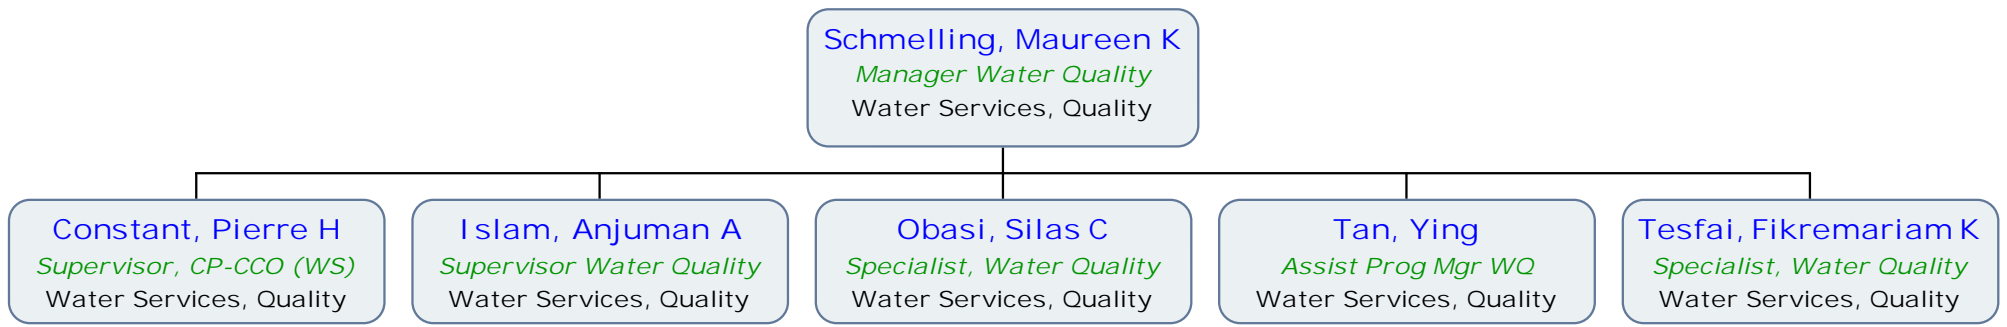 Schmelling, Maureen K
Manager Water Quality
Water Services, Quality
Constant, Pierre H
Supervisor, CP-CCO (WS)
Water Services, Quality
Islam, Anjuman A
Supervisor Water Quality
Water Services, Quality
Obasi, Silas C
Specialist, Water Quality
Water Services, Quality
Tan, Ying
Assist Prog Mgr WQ
Water Services, Quality
Tesfai, Fikremariam K
Specialist, Water Quality
Water Services, Quality